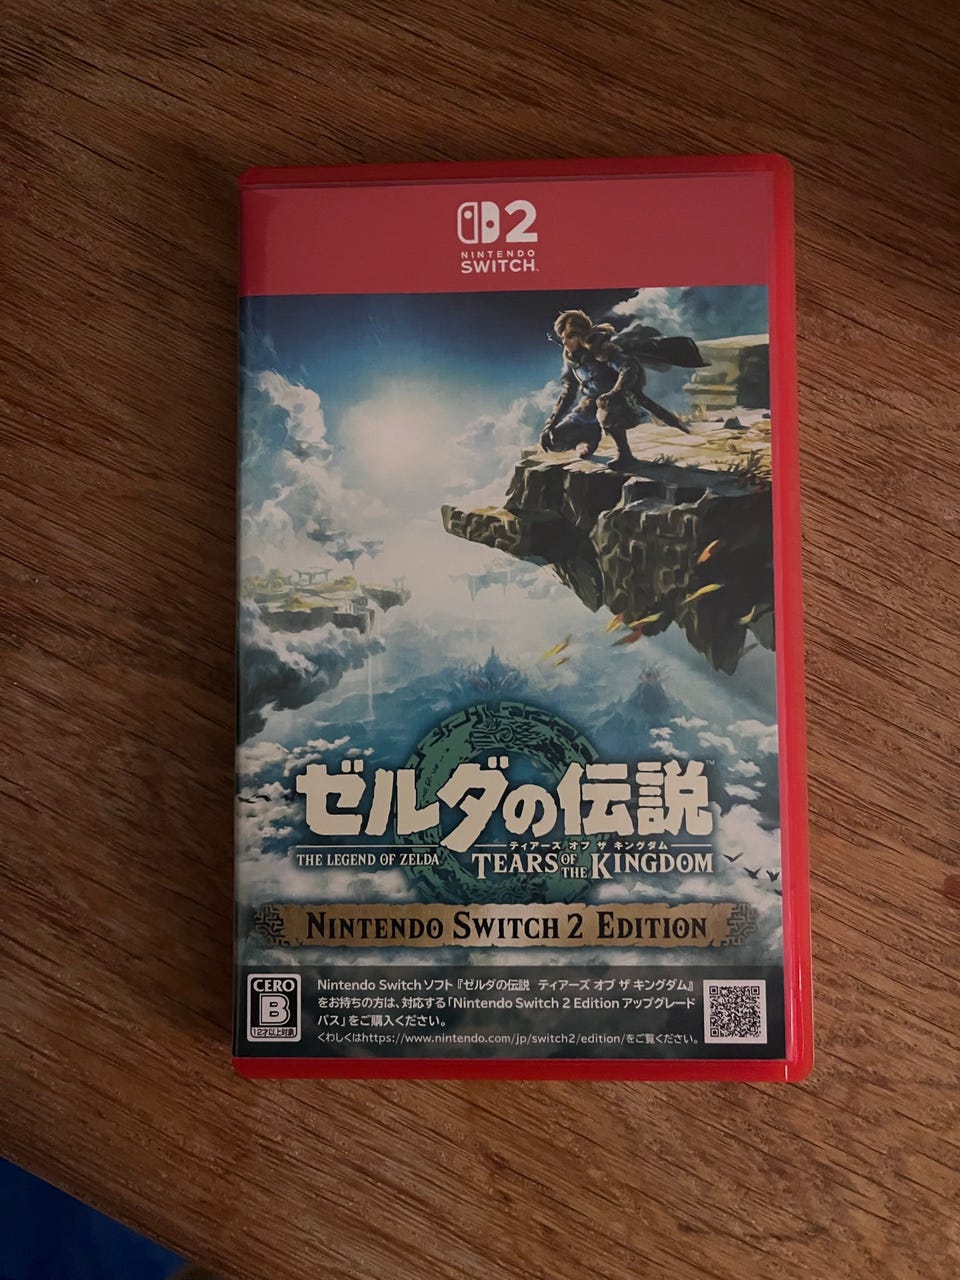 2
NINTENDO
SWITCH™
ゼルダの伝説™
ティアーズ オブ ザ キングダム
THE LEGEND OF ZELDA
TEARS OF THE KINGDOM
NINTENDO SWITCH 2 EDITION
CERO
B
12才以上対象
Nintendo Switch ソフト『ゼルダの伝説 ティアーズ オブ ザ キングダム』
をお持ちの方は、対応する「Nintendo Switch 2 Edition アップグレード
パス」をご購入ください。
くわしくはhttps://www.nintendo.com/jp/switch2/edition/をご覧ください。